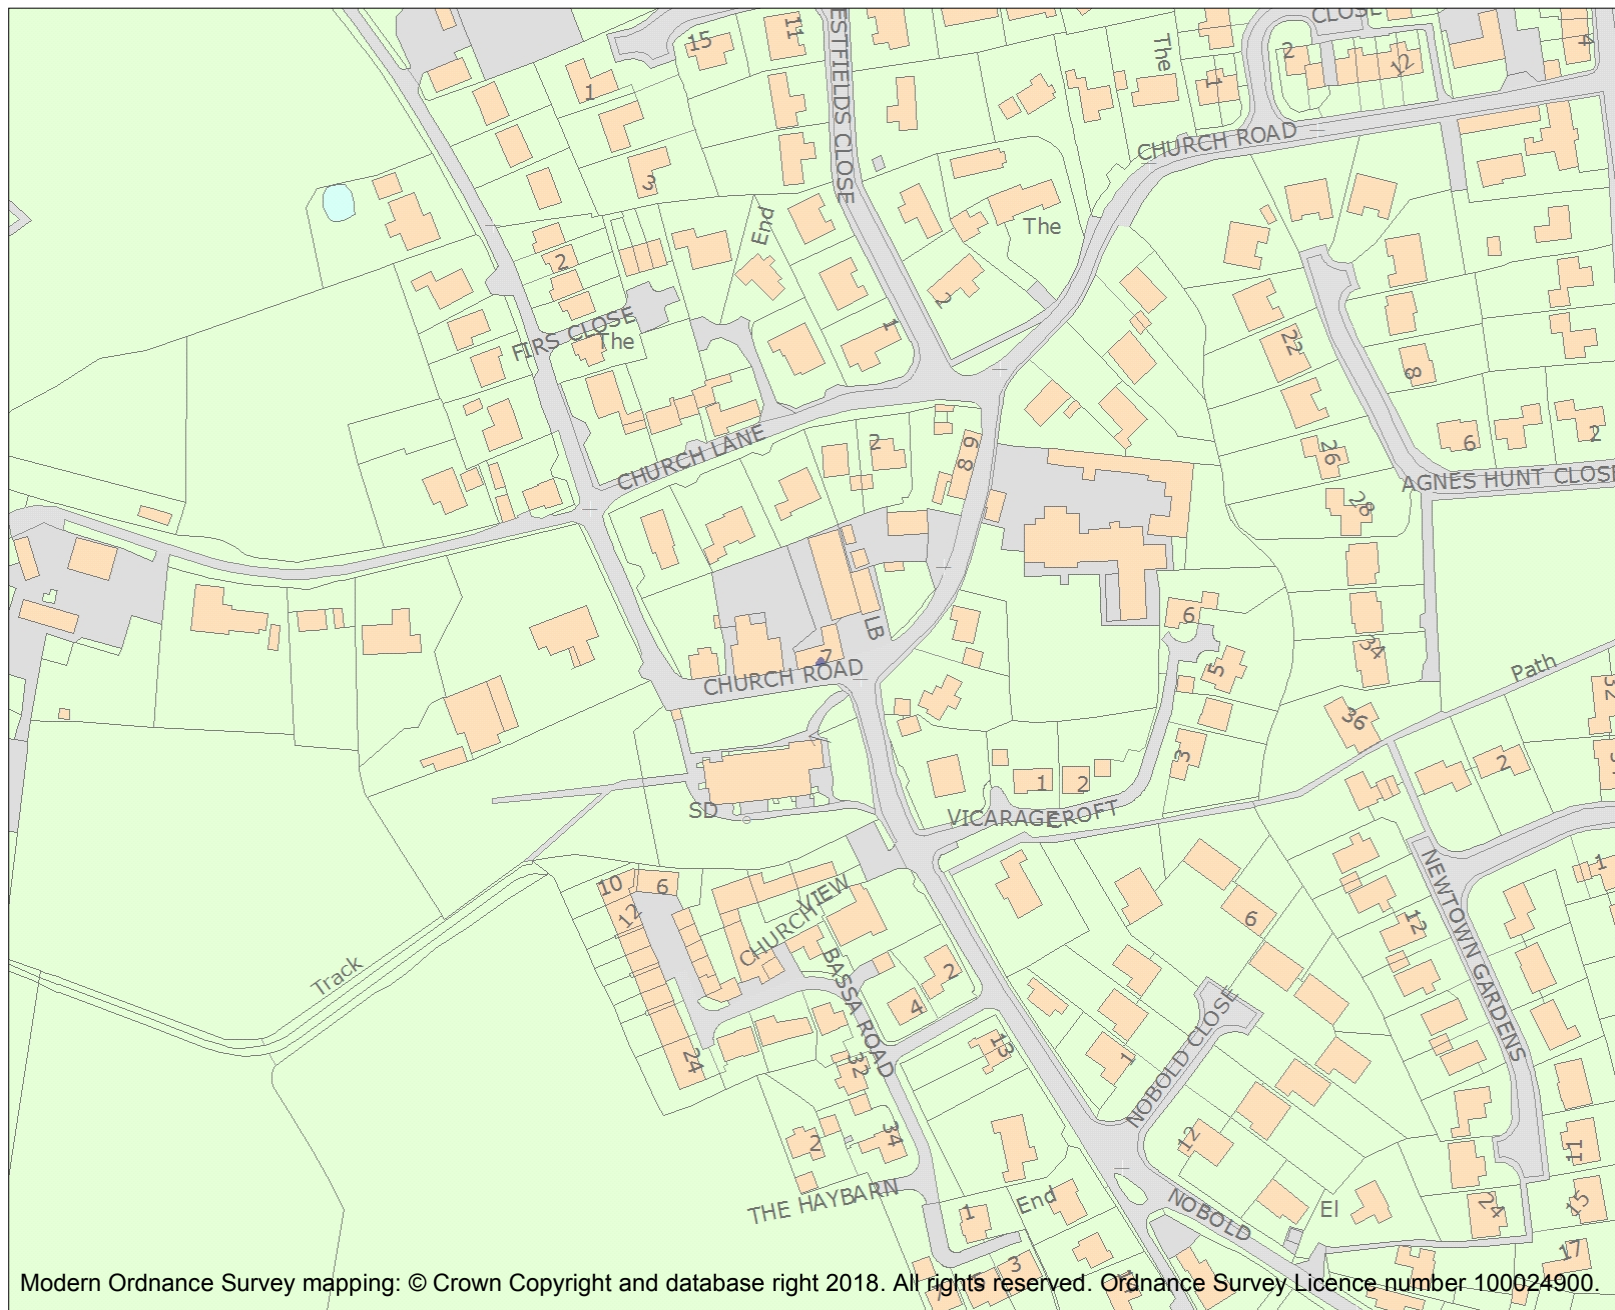 CLOSE
15
11
ESTFIELDS CLOSE
The
1
2
12
4
1
3
CHURCH ROAD
End
The
2
2
1
FIRS CLOSE
The
22
8
CHURCH LANE
2
9
8
26
6
2
AGNES HUNT CLOSE
28
LB
6
7
CHURCH ROAD
5
34
Path
32
36
3
2
1
2
SD
VICARAGE
CROFT
10
6
12
VIEW
CHURCH
6
1
NEWTOWN GARDENS
12
Track
BASSA ROAD
2
4
NOBOLD CLOSE
24
32
13
1
2
34
12
11
THE HAYBARN
1
End
NOBOLD
El
24
15
3
17
Modern Ordnance Survey mapping: © Crown Copyright and database right 2018. All rights reserved. Ordnance Survey Licence number 100024900.